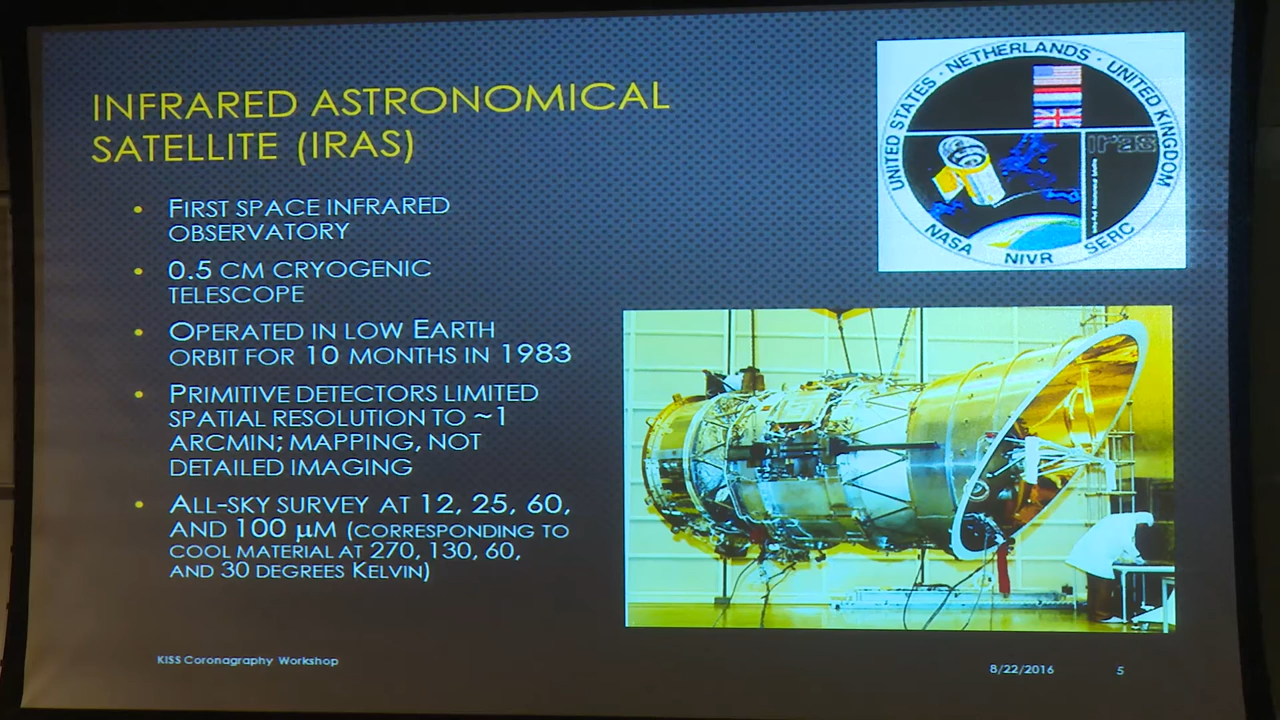 INFRARED ASTRONOMICAL
SATELLITE (IRAS)
• FIRST SPACE INFRARED
OBSERVATORY
• 0.5 CM CRYOGENIC
TELESCOPE
• OPERATED IN LOW EARTH
ORBIT FOR 10 MONTHS IN 1983
• PRIMITIVE DETECTORS LIMITED
SPATIAL RESOLUTION TO ~1
ARCMIN; MAPPING, NOT
DETAILED IMAGING
• ALL-SKY SURVEY AT 12, 25, 60,
AND 100 μM (CORRESPONDING TO
COOL MATERIAL AT 270, 130, 60,
AND 30 DEGREES KELVIN)
UNITED STATES · NETHERLANDS · UNITED KINGDOM
iras
NASA NIVR SERC
KISS Coronagraphy Workshop
8/22/2016
5